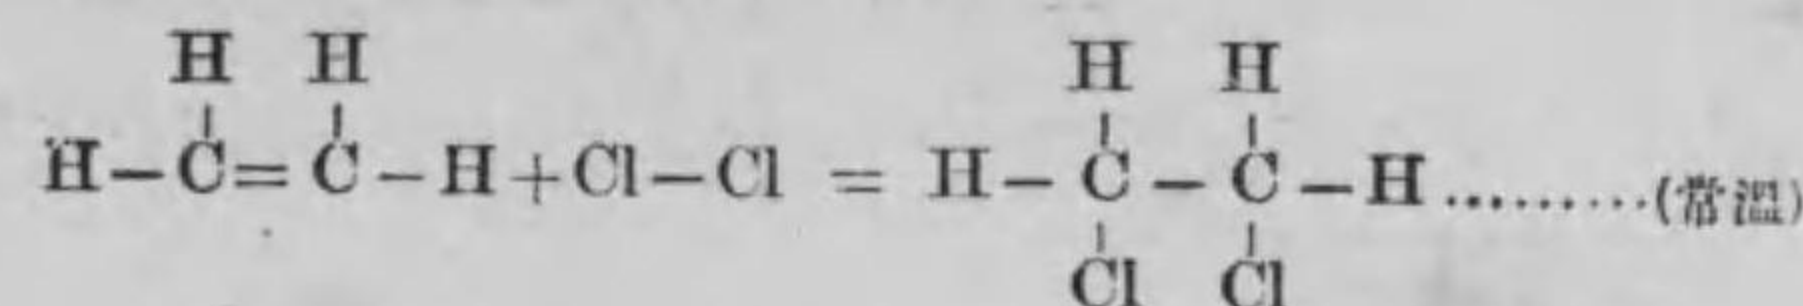 H H H H
H－C＝C－H＋Cl－Cl ＝ H－C－C－H………(常温)
Cl Cl